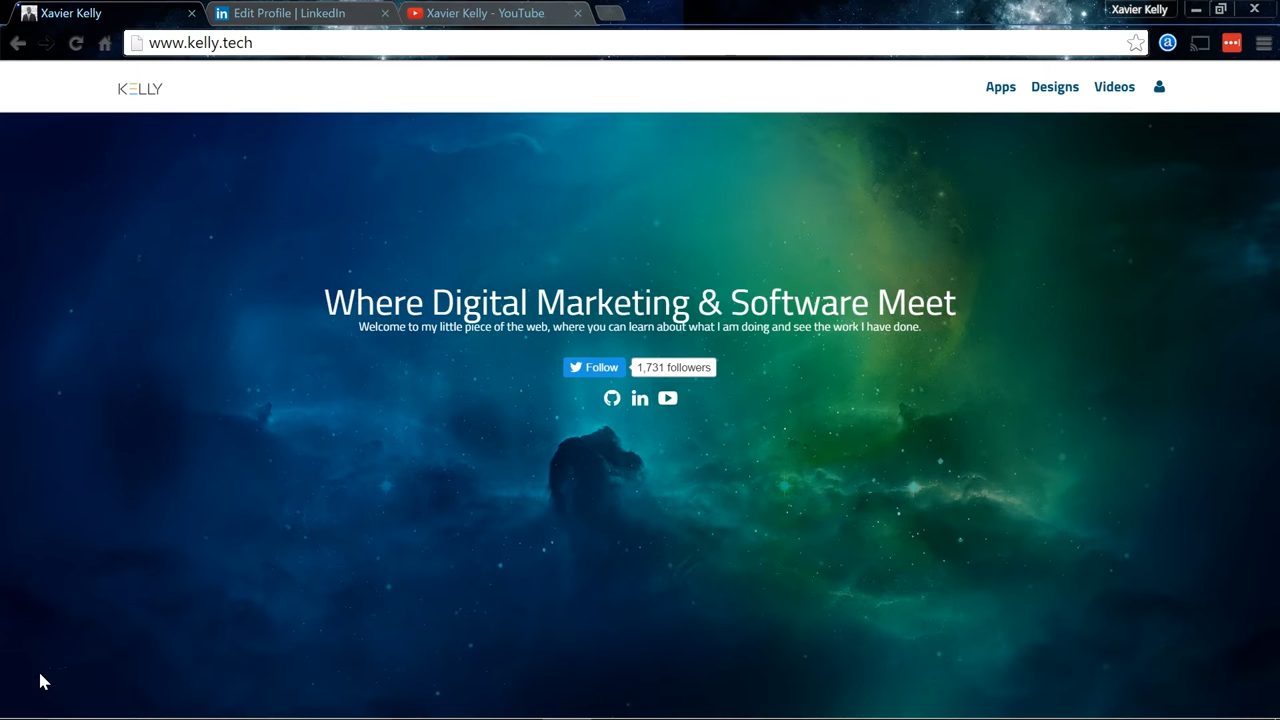 Xavier Kelly
Edit Profile | LinkedIn
Xavier Kelly - YouTube
Xavier Kelly
www.kelly.tech
KELLY
Apps
Designs
Videos
Where Digital Marketing & Software Meet
Welcome to my little piece of the web, where you can learn about what I am doing and see the work I have done.
Follow
1,731 followers